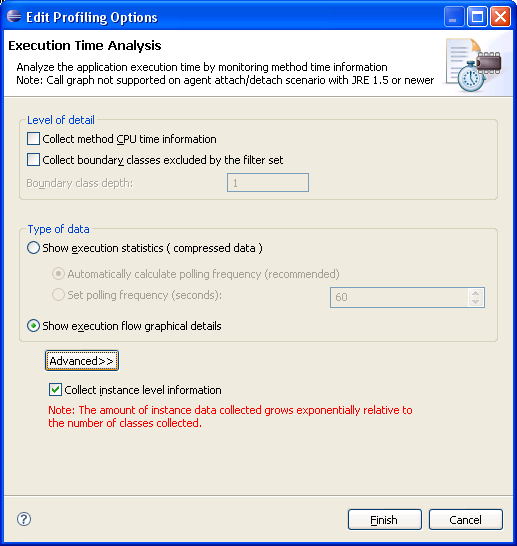 Edit Profiling Options
Execution Time Analysis
Analyze the application execution time by monitoring method time information
Note: Call graph not supported on agent attach/detach scenario with JRE 1.5 or newer
Level of detail
Collect method CPU time information
Collect boundary classes excluded by the filter set
Boundary class depth: 1
Type of data
Show execution statistics ( compressed data )
Automatically calculate polling frequency (recommended)
Set polling frequency (seconds): 60
Show execution flow graphical details
Advanced>>
Collect instance level information
Note: The amount of instance data collected grows exponentially relative to
the number of classes collected.
? Finish Cancel